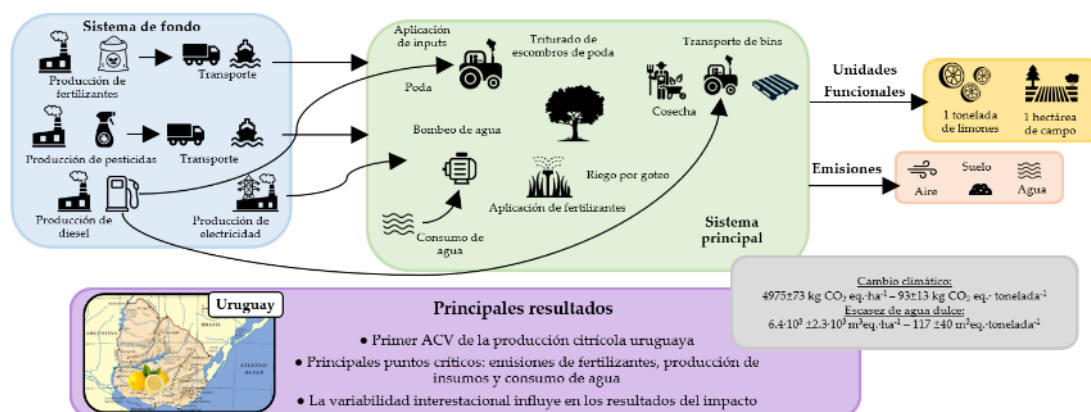 Sistema de fondo
Producción de
fertilizantes
Transporte
Producción de pesticidas
Transporte
Producción de
diesel
Producción de
electricidad
Aplicación
de inputs
Triturado de
escombros de poda
Transporte de bins
Poda
Cosecha
Bombeo de agua
Riego por goteo
Aplicación de fertilizantes
Consumo de
agua
Sistema
principal
Unidades
Funcionales
1 tonelada
de limones
1 hectárea
de campo
Emisiones
Aire
Suelo
Agua
Cambio climático:
4975±73 kg CO₂ eq.·ha⁻¹ – 93±13 kg CO₂ eq.· tonelada⁻¹
Escasez de agua dulce:
6.4·10³ ±2.3·10³ m³eq.·ha⁻¹ – 117 ±40 m³eq.·tonelada⁻¹
Uruguay
ARGENTINA
BRAZIL
ATLANTIC
OCEAN
Principales resultados
● Primer ACV de la producción citrícola uruguaya
● Principales puntos críticos: emisiones de fertilizantes, producción de
insumos y consumo de agua
● La variabilidad interestacional influye en los resultados del impacto